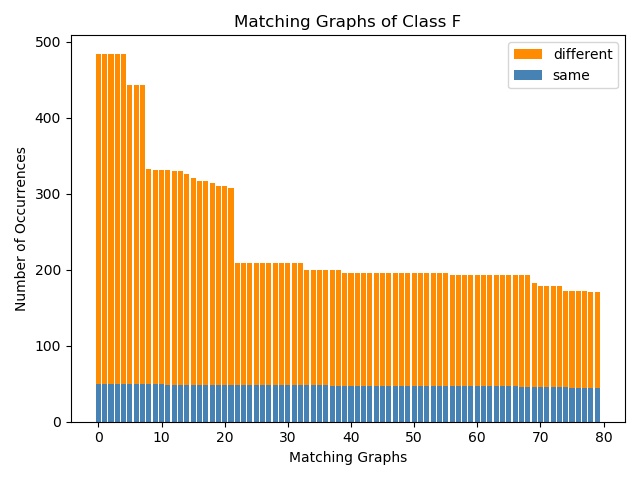 Matching Graphs of Class F
different
same
Number of Occurrences
500
400
300
200
100
0
0 10 20 30 40 50 60 70 80
Matching Graphs